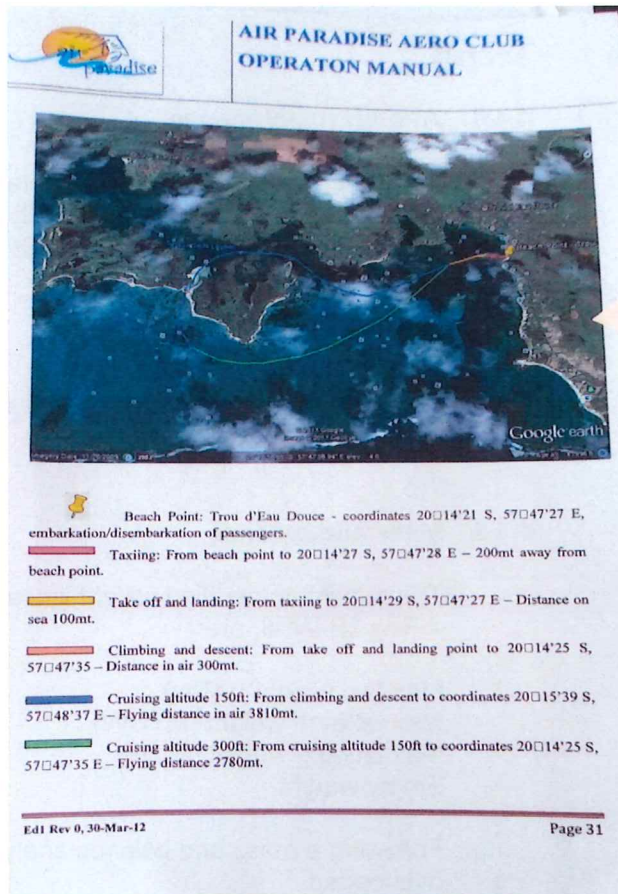 AIR PARADISE AERO CLUB
OPERATON MANUAL
paradise
Google earth
Beach Point: Trou d'Eau Douce - coordinates 20□14'21 S, 57□47'27 E,
embarkation/disembarkation of passengers.
Taxiing: From beach point to 20□14'27 S, 57□47'28 E – 200mt away from
beach point.
Take off and landing: From taxiing to 20□14'29 S, 57□47'27 E – Distance on
sea 100mt.
Climbing and descent: From take off and landing point to 20□14'25 S,
57□47'35 – Distance in air 300mt.
Cruising altitude 150ft: From climbing and descent to coordinates 20□15'39 S,
57□48'37 E – Flying distance in air 3810mt.
Cruising altitude 300ft: From cruising altitude 150ft to coordinates 20□14'25 S,
57□47'35 E – Flying distance 2780mt.
Ed1 Rev 0, 30-Mar-12
Page 31